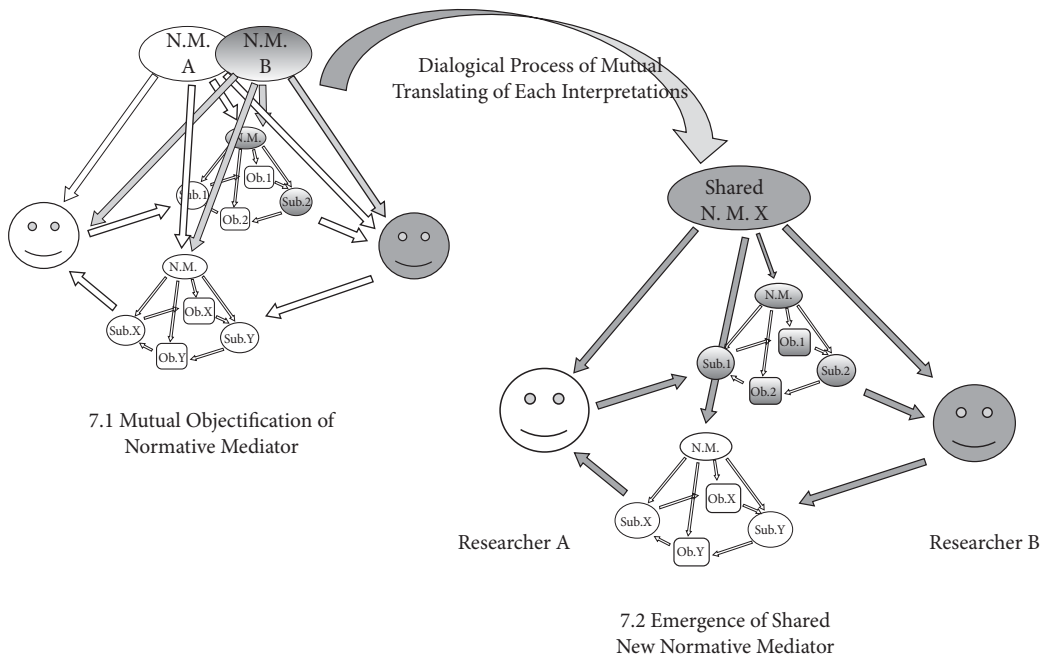 N.M.
A
N.M.
B
Dialogical Process of Mutual
Translating of Each Interpretations
N.M.
Ob.1
Sub.1
Sub.2
Ob.2
N.M.
Ob.X
Sub.X
Sub.Y
Ob.Y
7.1 Mutual Objectification of
Normative Mediator
Shared
N. M. X
N.M.
Ob.1
Sub.1
Sub.2
Ob.2
N.M.
Ob.X
Sub.X
Sub.Y
Ob.Y
Researcher A
Researcher B
7.2 Emergence of Shared
New Normative Mediator